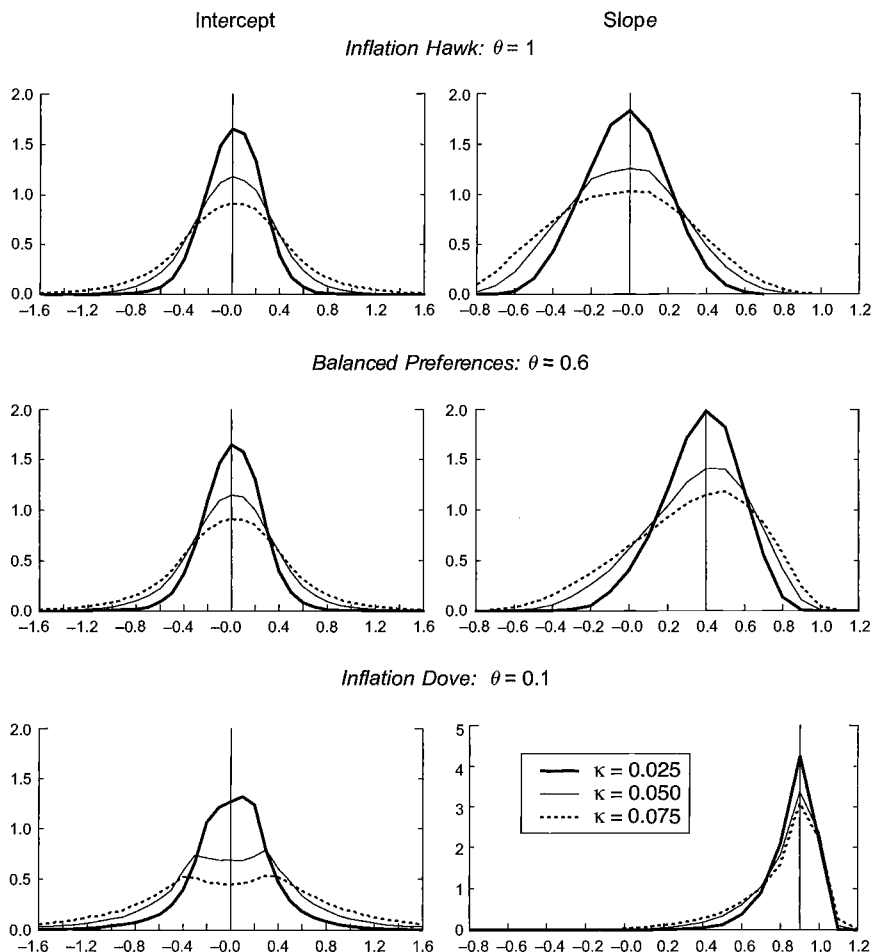 Intercept Slope
Inflation Hawk: θ = 1
2.0 2.0
1.5 1.5
1.0 1.0
0.5 0.5
0.0 0.0
−1.6 −1.2 −0.8 −0.4 −0.0 0.4 0.8 1.2 1.6 −0.8 −0.6 −0.4 −0.2 −0.0 0.2 0.4 0.6 0.8 1.0 1.2
Balanced Preferences: θ = 0.6
2.0 2.0
1.5 1.5
1.0 1.0
0.5 0.5
0.0 0.0
−1.6 −1.2 −0.8 −0.4 −0.0 0.4 0.8 1.2 1.6 −0.8 −0.6 −0.4 −0.2 −0.0 0.2 0.4 0.6 0.8 1.0 1.2
Inflation Dove: θ = 0.1
2.0 5
1.5 4
1.0 3
0.5 2
0.0 1
0
κ = 0.025
κ = 0.050
κ = 0.075
−1.6 −1.2 −0.8 −0.4 −0.0 0.4 0.8 1.2 1.6 −0.8 −0.6 −0.4 −0.2 −0.0 0.2 0.4 0.6 0.8 1.0 1.2